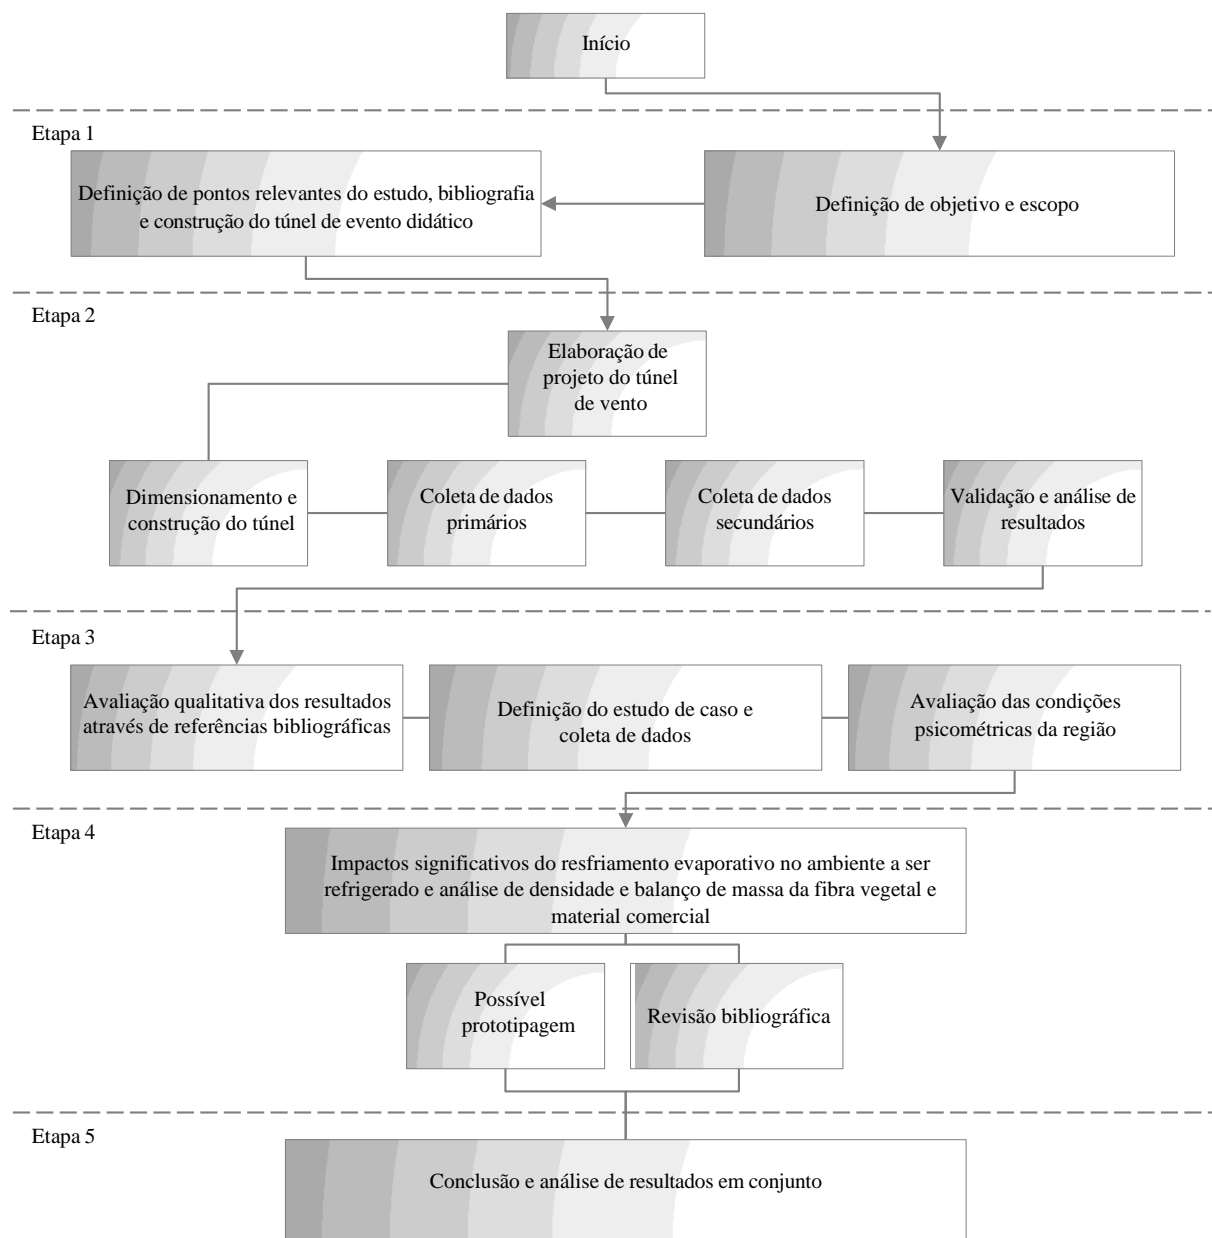 Início
Etapa 1
Definição de pontos relevantes do estudo, bibliografia
e construção do túnel de evento didático
Definição de objetivo e escopo
Etapa 2
Elaboração de
projeto do túnel
de vento
Dimensionamento e
construção do túnel
Coleta de dados
primários
Coleta de dados
secundários
Validação e análise de
resultados
Etapa 3
Avaliação qualitativa dos resultados
através de referências bibliográficas
Definição do estudo de caso e
coleta de dados
Avaliação das condições
psicométricas da região
Etapa 4
Impactos significativos do resfriamento evaporativo no ambiente a ser
refrigerado e análise de densidade e balanço de massa da fibra vegetal e
material comercial
Possível
prototipagem
Revisão bibliográfica
Etapa 5
Conclusão e análise de resultados em conjunto